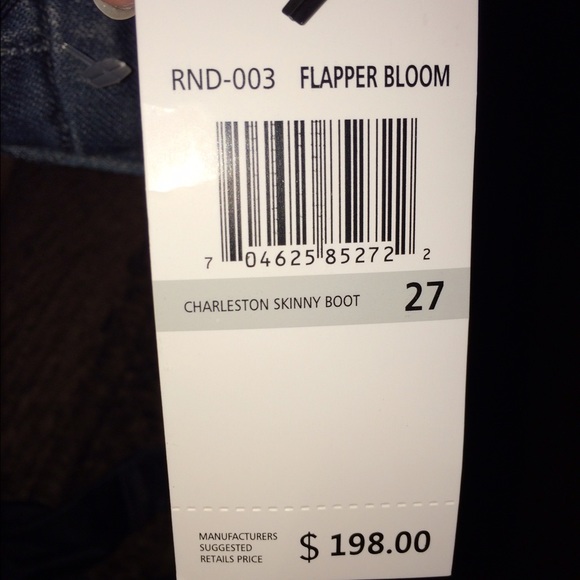 RND-003 FLAPPER BLOOM
7 04625 85272 2
CHARLESTON SKINNY BOOT 27
MANUFACTURERS
SUGGESTED
RETAILS PRICE
$ 198.00